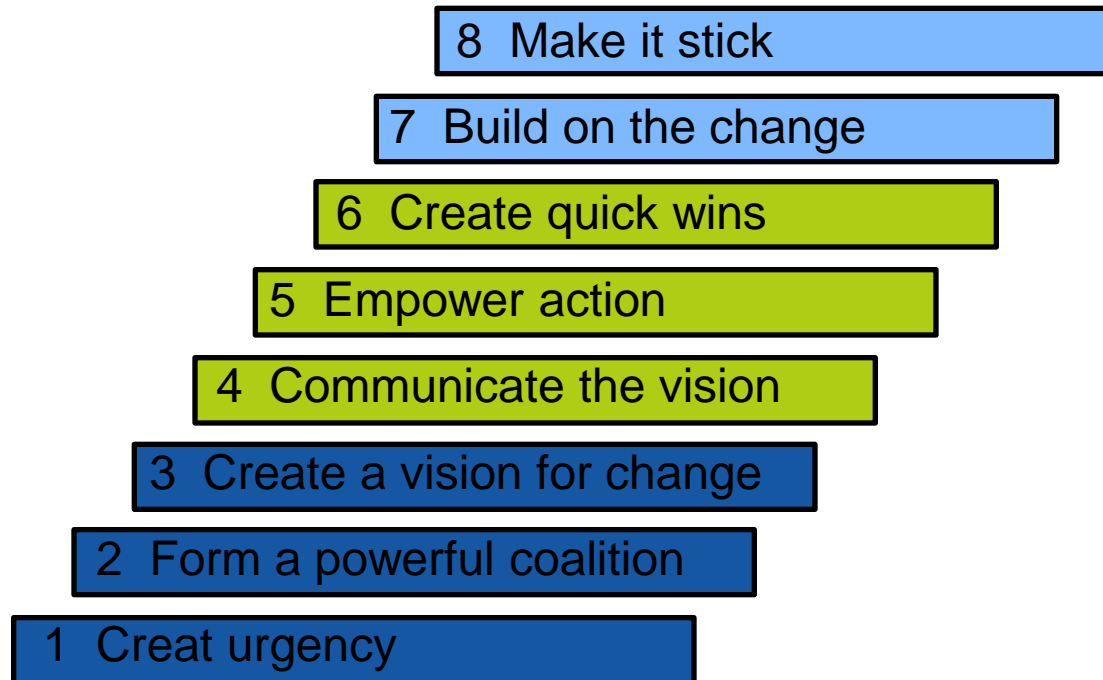 8 Make it stick
7 Build on the change
6 Create quick wins
5 Empower action
4 Communicate the vision
3 Create a vision for change
2 Form a powerful coalition
1 Creat urgency